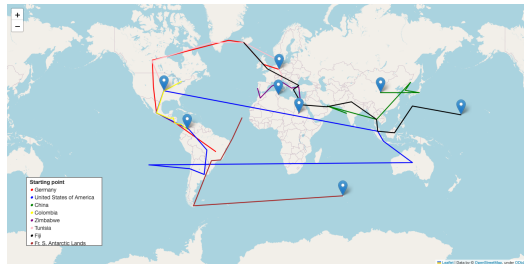 +
−
Starting point
Germany
United States of America
China
Colombia
Zimbabwe
Tunisia
Fiji
Fr. S. Antarctic Lands
Leaflet | Data by © OpenStreetMap, under ODbL